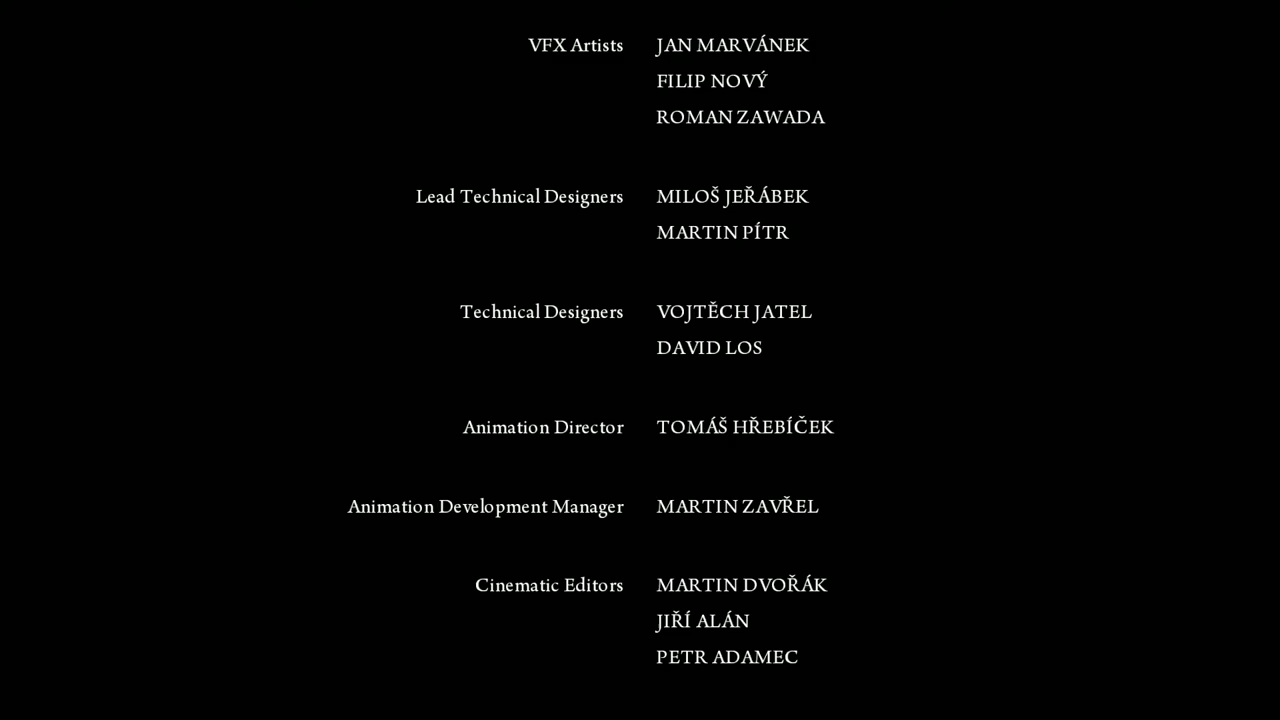 VFX Artists JAN MARVÁNEK
FILIP NOVÝ
ROMAN ZAWADA
Lead Technical Designers MILOŠ JEŘÁBEK
MARTIN PÍTR
Technical Designers VOJTĚCH JATEL
DAVID LOS
Animation Director TOMÁŠ HŘEBÍČEK
Animation Development Manager MARTIN ZAVŘEL
Cinematic Editors MARTIN DVOŘÁK
JIŘÍ ALÁN
PETR ADAMEC